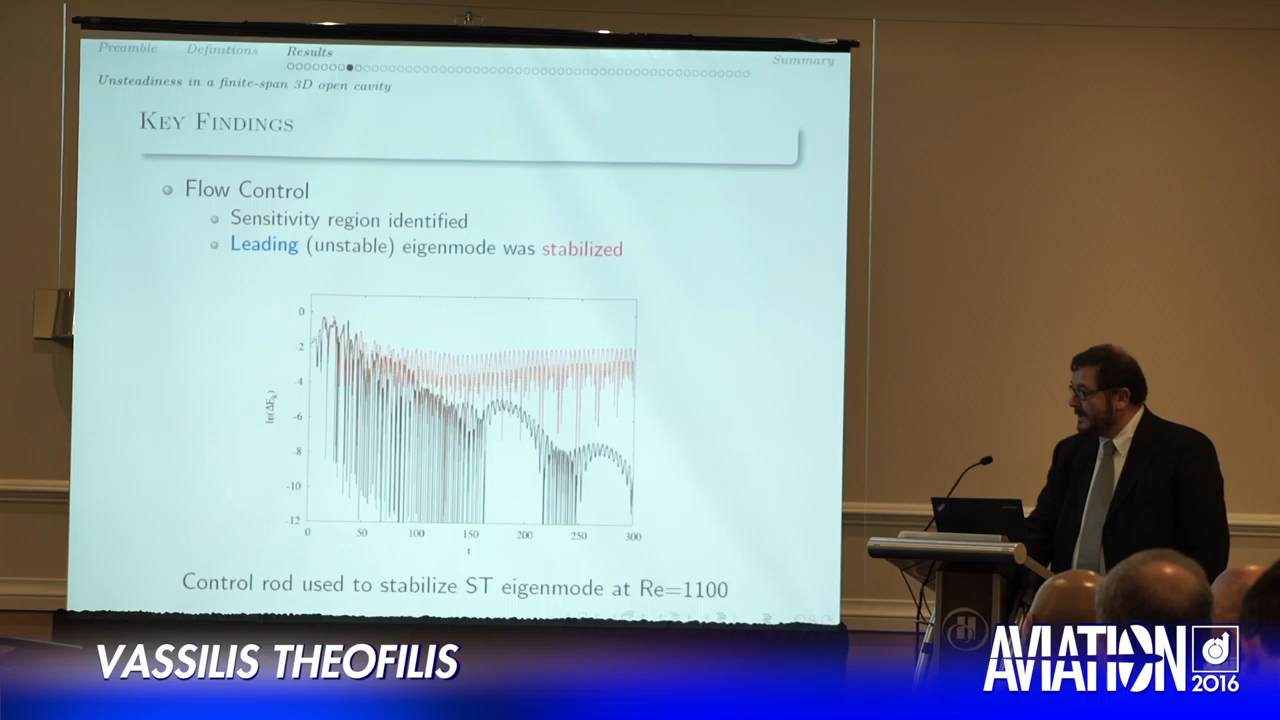 Preamble Definitions Results Summary
Unsteadiness in a finite-span 3D open cavity
KEY FINDINGS
Flow Control
Sensitivity region identified
Leading (unstable) eigenmode was stabilized
0
-2
-4
-6
-8
-10
-12
ln(ΔEk)
0 50 100 150 200 250 300
t
Control rod used to stabilize ST eigenmode at Re=1100
VASSILIS THEOFILIS
AVIATION
2016